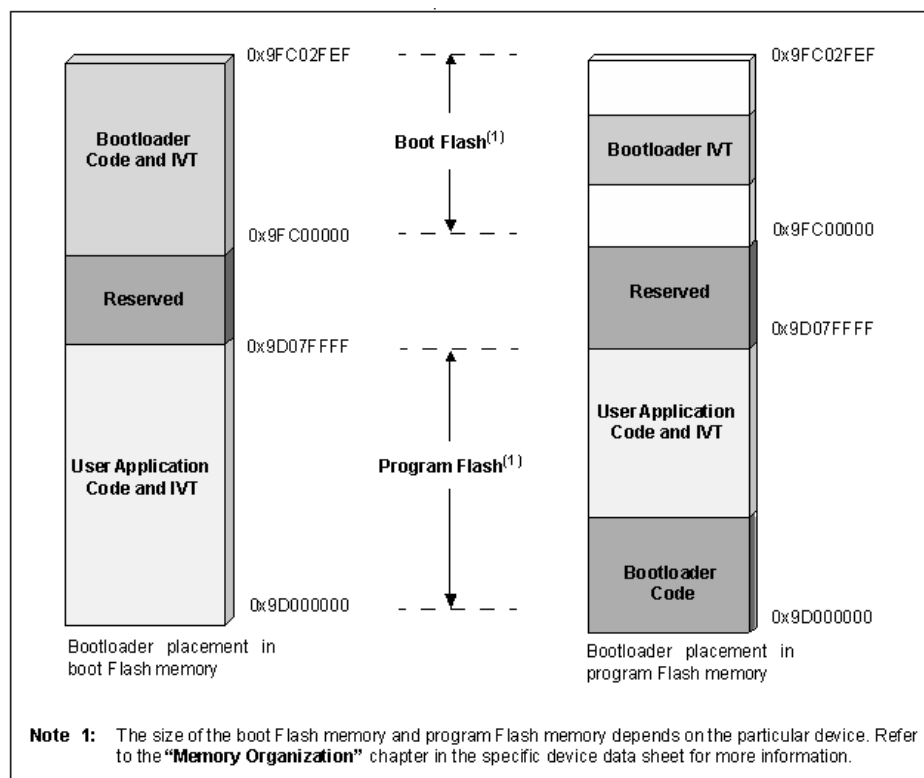 0x9FC02FEF
Bootloader
Code and IVT
0x9FC00000
Reserved
0x9D07FFFF
User Application
Code and IVT
0x9D000000
Bootloader placement in
boot Flash memory
Boot Flash(1)
Program Flash(1)
0x9FC02FEF
Bootloader IVT
0x9FC00000
Reserved
0x9D07FFFF
User Application
Code and IVT
Bootloader
Code
0x9D000000
Bootloader placement in
program Flash memory
Note 1: The size of the boot Flash memory and program Flash memory depends on the particular device. Refer
to the “Memory Organization” chapter in the specific device data sheet for more information.